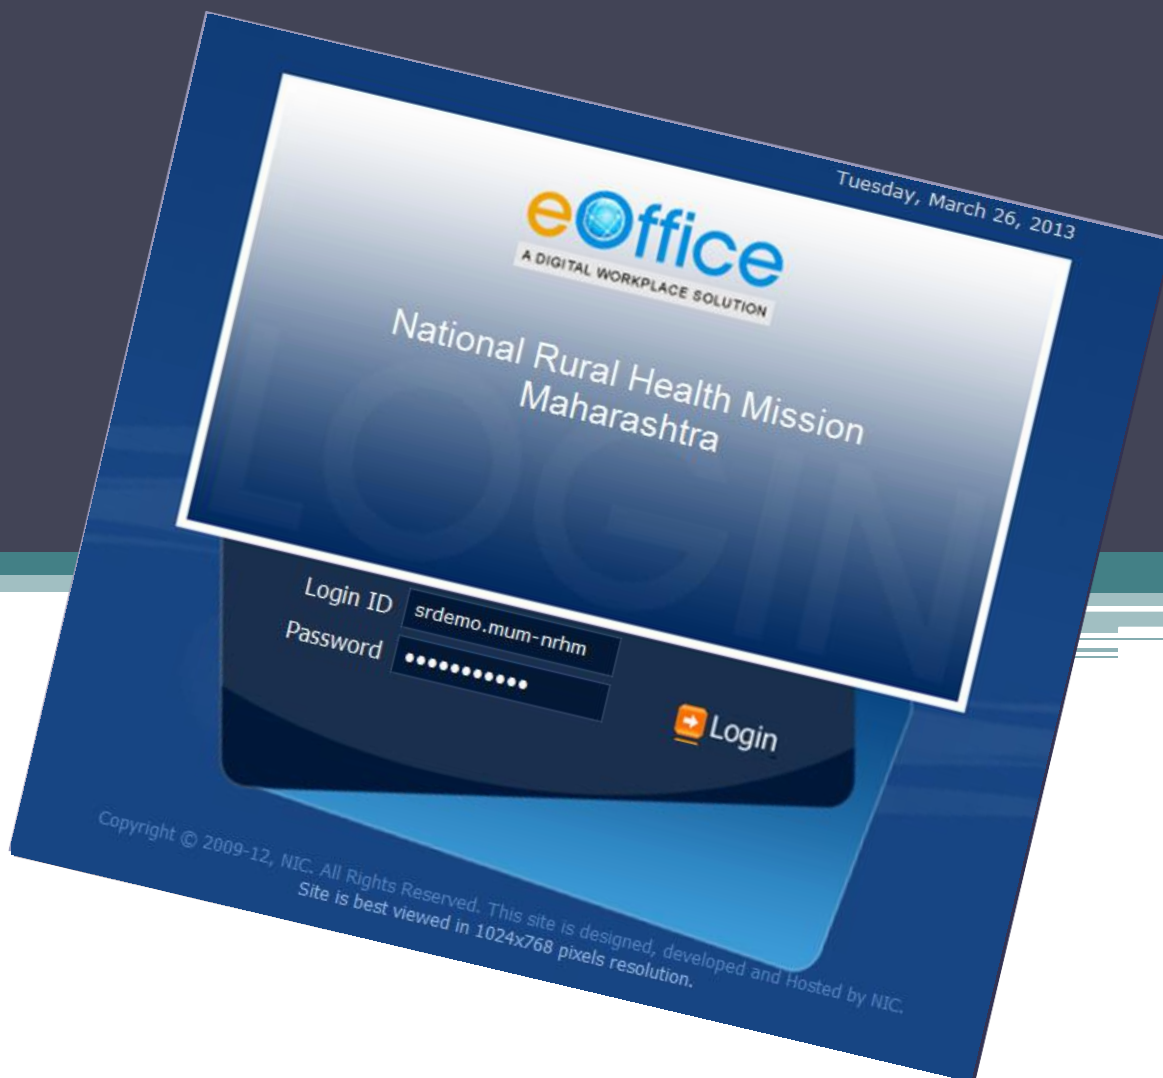 Tuesday, March 26, 2013
eOffice
A DIGITAL WORKPLACE SOLUTION
National Rural Health Mission
Maharashtra
LOGIN
Login ID srdemo.mum-nrhm
Password •••••••••••
Login
Copyright © 2009-12, NIC. All Rights Reserved. This site is designed, developed and Hosted by NIC.
Site is best viewed in 1024x768 pixels resolution.